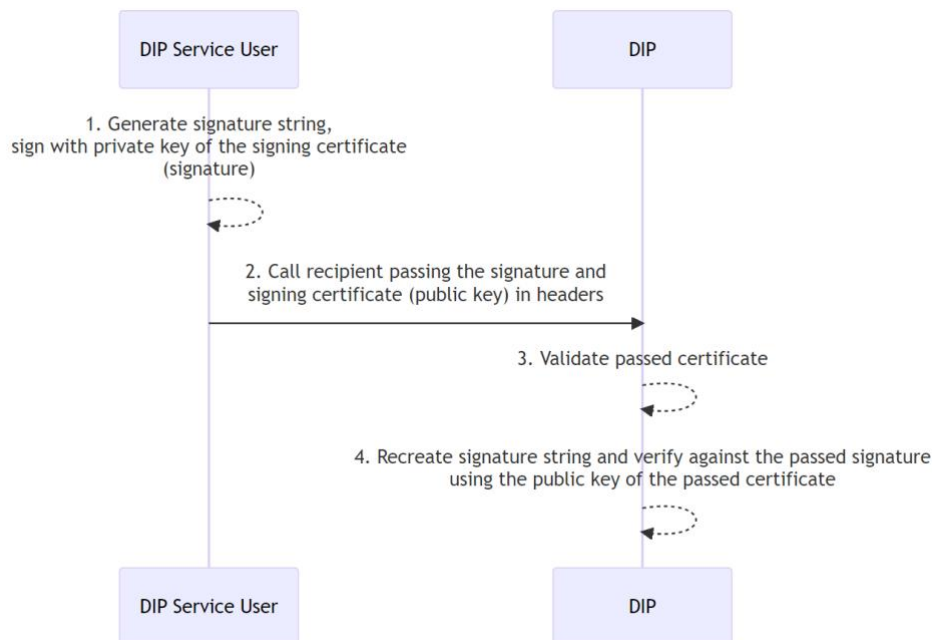 DIP Service User
DIP
1. Generate signature string,
sign with private key of the signing certificate
(signature)
2. Call recipient passing the signature and
signing certificate (public key) in headers
3. Validate passed certificate
4. Recreate signature string and verify against the passed signature
using the public key of the passed certificate
DIP Service User
DIP